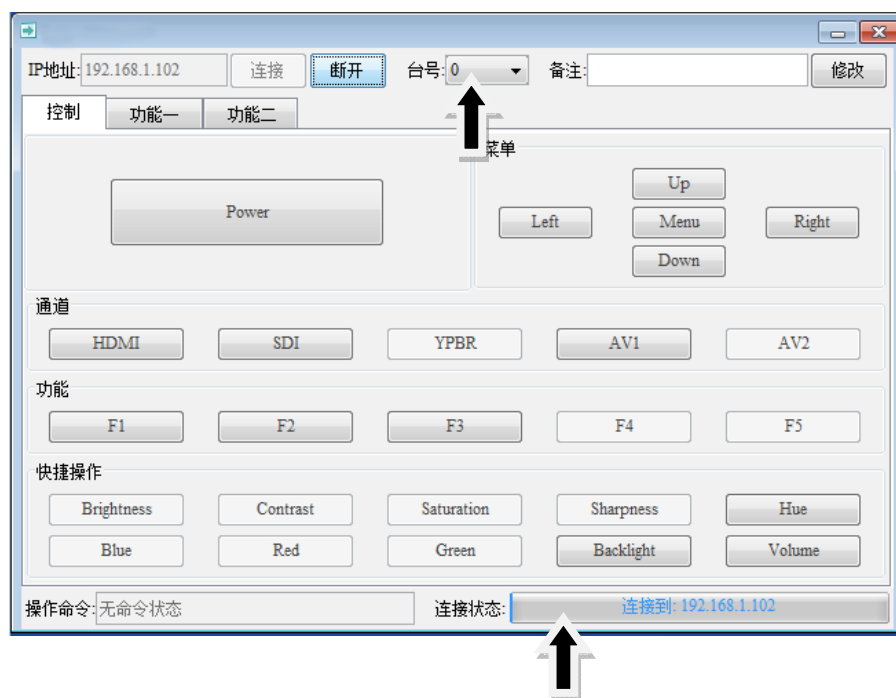 IP地址: 192.168.1.102 连接 断开 台号: 0 备注: 修改
控制 功能一 功能二
菜单
Power
Up
Left Menu Right
Down
通道
HDMI SDI YPBR AV1 AV2
功能
F1 F2 F3 F4 F5
快捷操作
Brightness Contrast Saturation Sharpness Hue
Blue Red Green Backlight Volume
操作命令: 无命令状态 连接状态: 连接到: 192.168.1.102